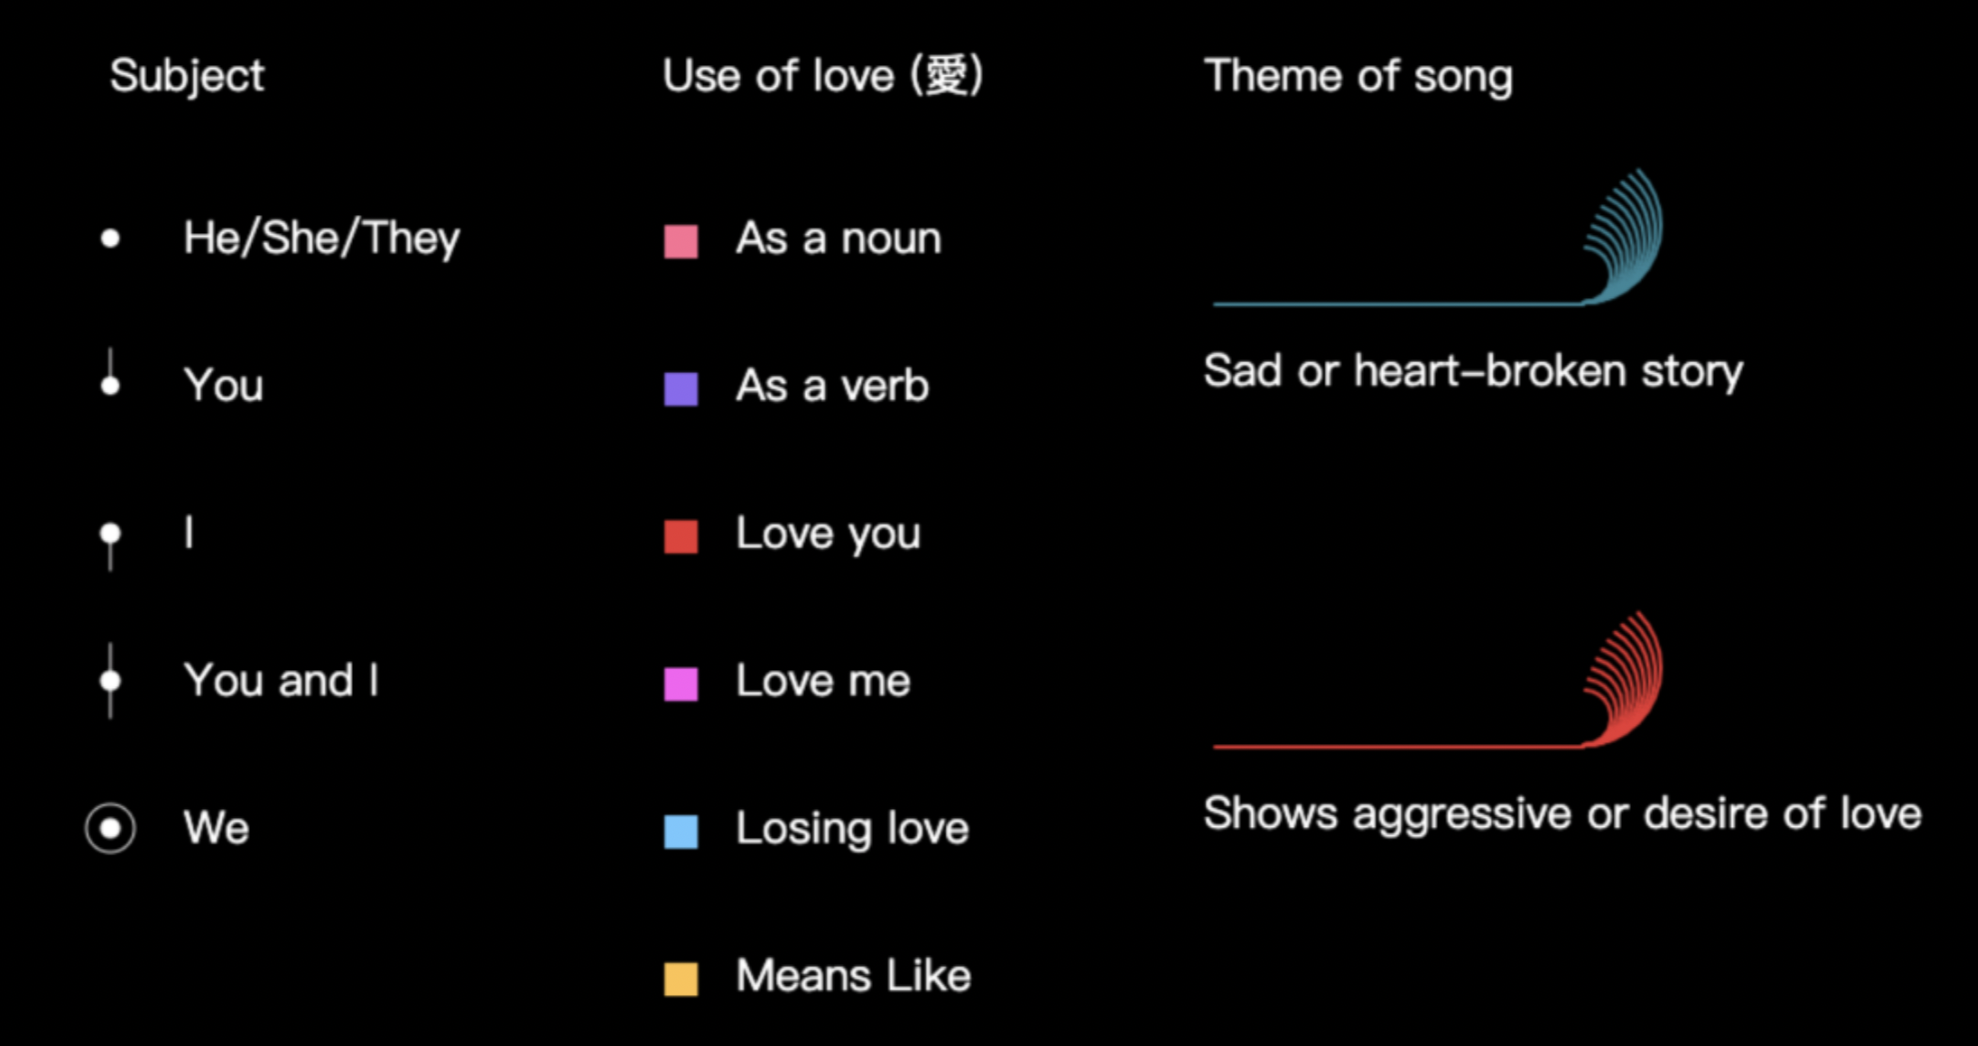 Subject
He/She/They
You
I
You and I
We
Use of love (愛)
As a noun
As a verb
Love you
Love me
Losing love
Means Like
Theme of song
Sad or heart–broken story
Shows aggressive or desire of love